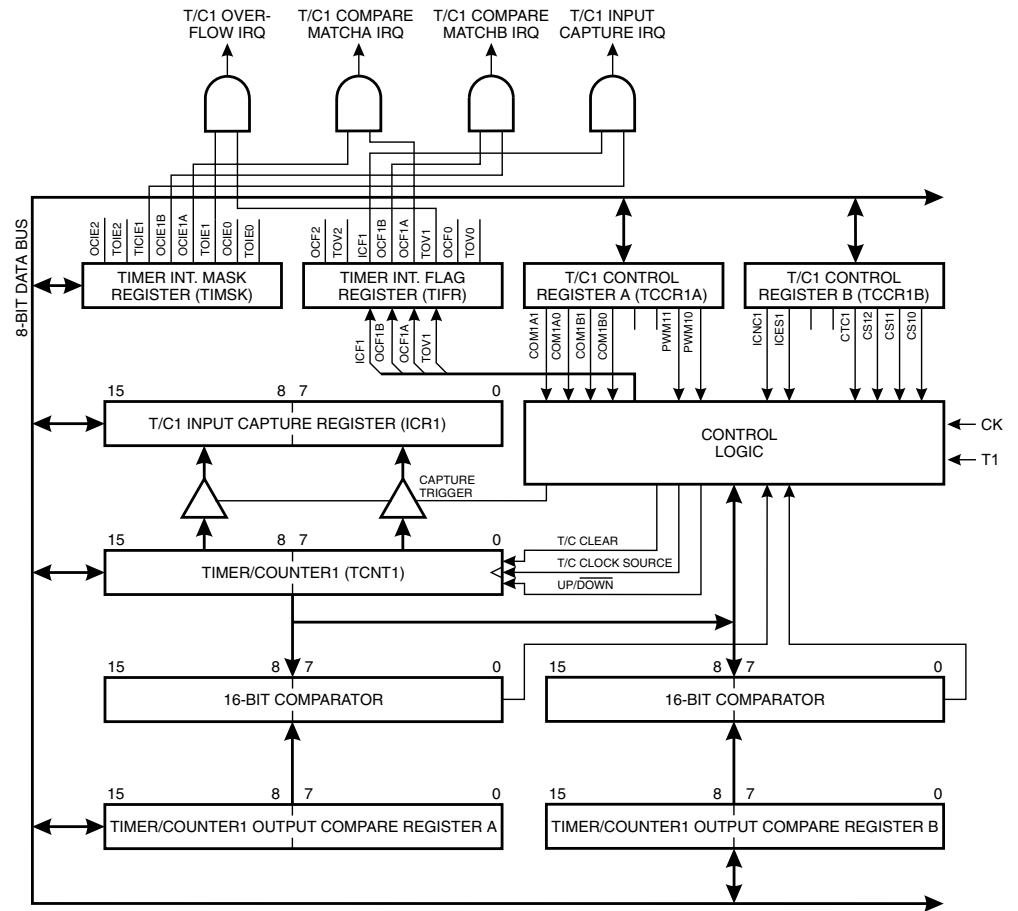 T/C1 OVER-
FLOW IRQ
T/C1 COMPARE
MATCHA IRQ
T/C1 COMPARE
MATCHB IRQ
T/C1 INPUT
CAPTURE IRQ
8-BIT DATA BUS
OCIE2
TOIE2
TICIE1
OCIE1B
OCIE1A
TOIE1
OCIE0
TOIE0
OCF2
TOV2
ICF1
OCF1B
OCF1A
TOV1
OCF0
TOV0
TIMER INT. MASK
REGISTER (TIMSK)
TIMER INT. FLAG
REGISTER (TIFR)
T/C1 CONTROL
REGISTER A (TCCR1A)
T/C1 CONTROL
REGISTER B (TCCR1B)
ICF1
OCF1B
OCF1A
TOV1
COM1A1
COM1A0
COM1B1
COM1B0
PWM11
PWM10
ICNC1
ICES1
CTC1
CS12
CS11
CS10
15 8 7 0
T/C1 INPUT CAPTURE REGISTER (ICR1)
CONTROL
LOGIC
CK
T1
CAPTURE
TRIGGER
15 8 7 0
TIMER/COUNTER1 (TCNT1)
T/C CLEAR
T/C CLOCK SOURCE
UP/DOWN
15 8 7 0
16-BIT COMPARATOR
15 8 7 0
16-BIT COMPARATOR
15 8 7 0
TIMER/COUNTER1 OUTPUT COMPARE REGISTER A
15 8 7 0
TIMER/COUNTER1 OUTPUT COMPARE REGISTER B